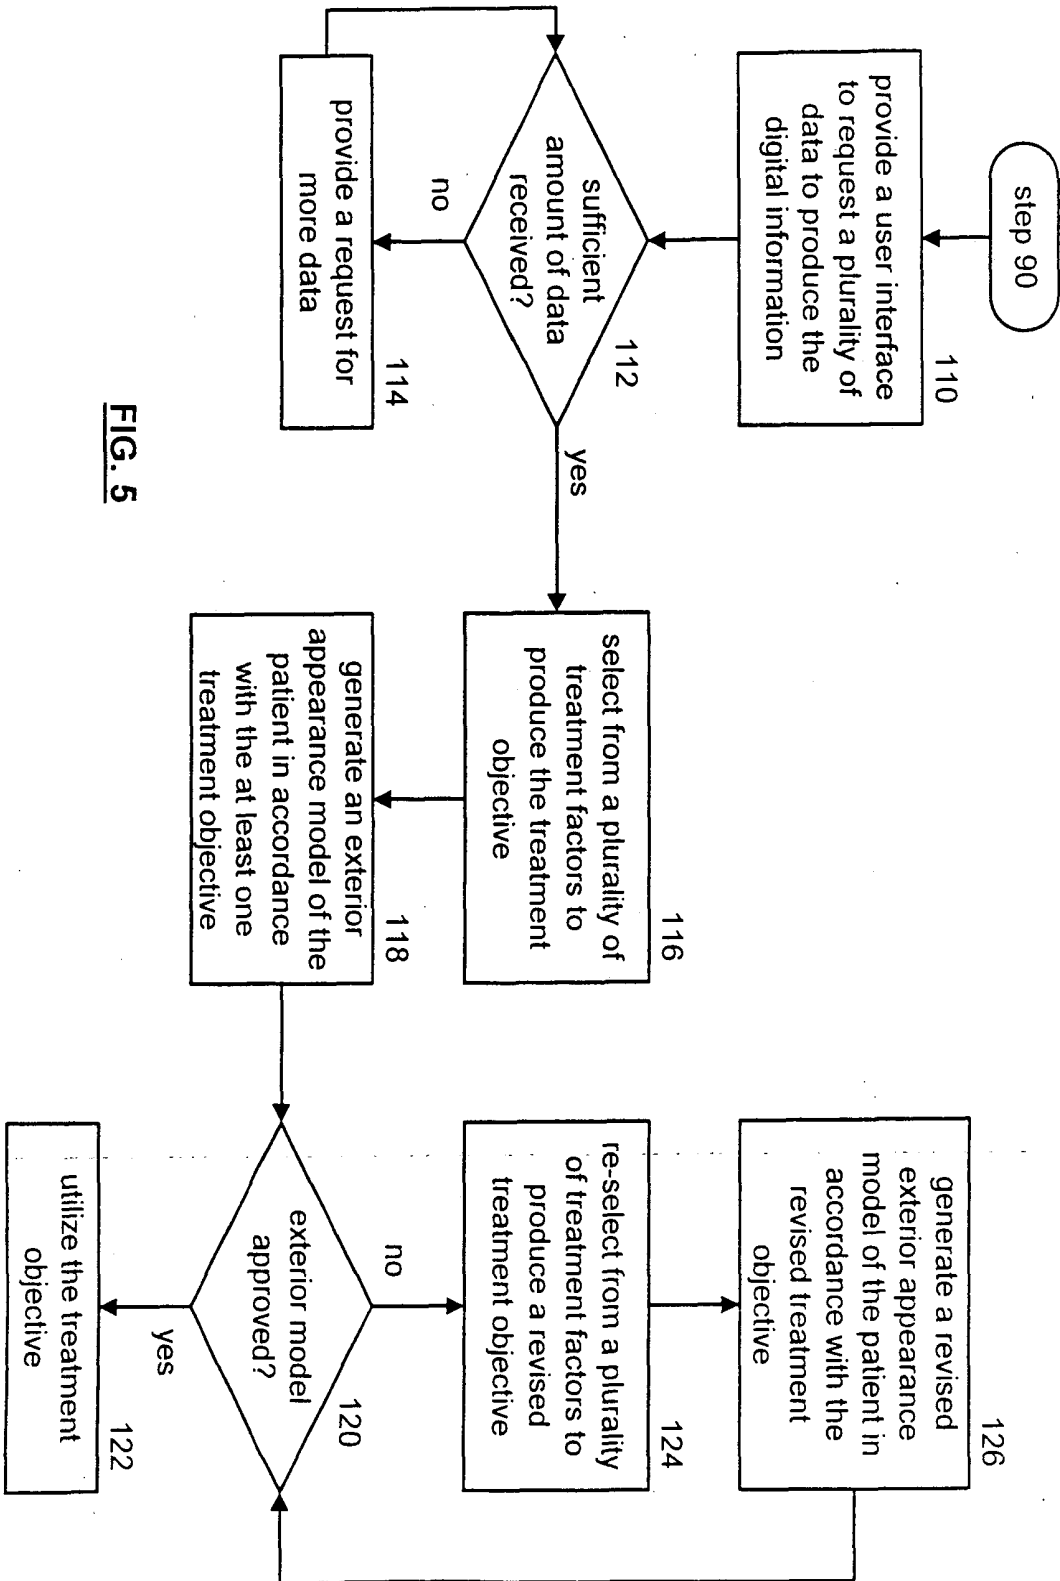 step 90
110
provide a user interface
to request a plurality of
data to produce the
digital information
sufficient
amount of data
received?
112
no
yes
provide a request for
more data
114
select from a plurality of
treatment factors to
produce the treatment
objective
116
generate an exterior
appearance model of the
patient in accordance
with the at least one
treatment objective
118
generate a revised
exterior appearance
model of the patient in
accordance with the
revised treatment
objective
126
re-select from a plurality
of treatment factors to
produce a revised
treatment objective
124
no
exterior model
approved?
120
yes
utilize the treatment
objective
122
FIG. 5